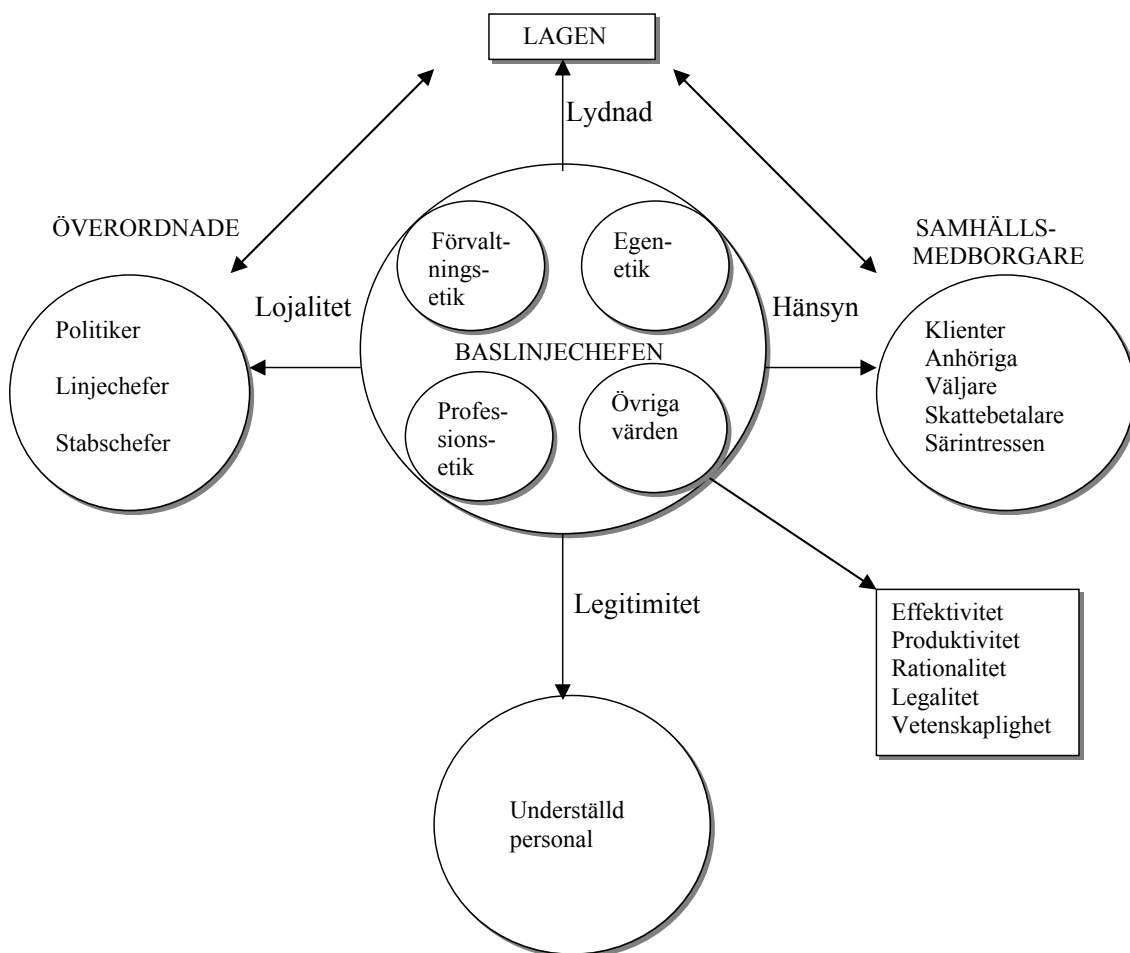 LAGEN
Lydnad
ÖVERORDNADE
Politiker
Linjechefer
Stabschefer
Lojalitet
Förvalt-
nings-
etik
Egen-
etik
BASLINJECHEFEN
Profes-
sions-
etik
Övriga
värden
Hänsyn
SAMHÄLLS-
MEDBORGARE
Klienter
Anhöriga
Väljare
Skattebetalare
Särintressen
Legitimitet
Effektivitet
Produktivitet
Rationalitet
Legalitet
Vetenskaplighet
Underställd
personal